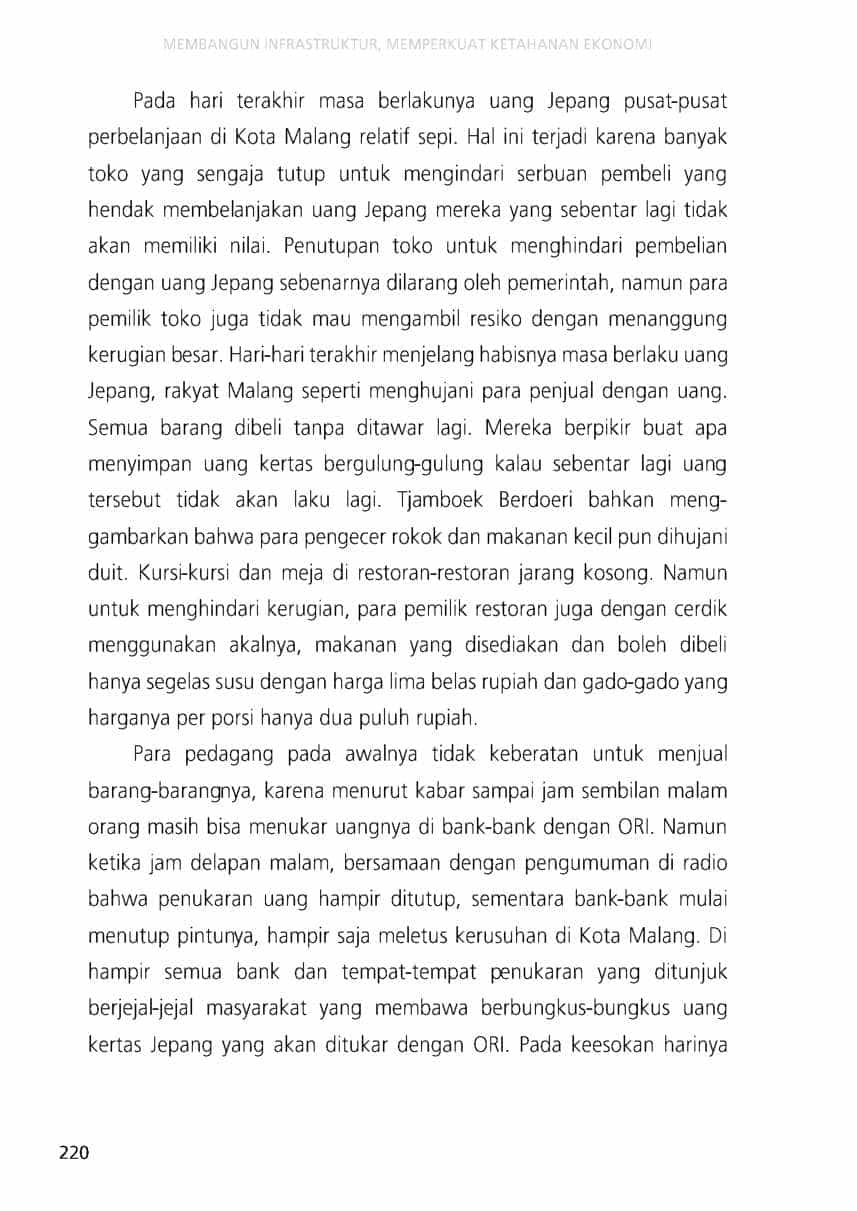 MEMBANGUN INFRASTRUKTUR, MEMPERKUAT KETAHANAN EKONOMI
Pada hari terakhir masa berlakunya uang Jepang pusat-pusat
perbelanjaan di Kota Malang relatif sepi. Hal ini terjadi karena banyak
toko yang sengaja tutup untuk mengindari serbuan pembeli yang
hendak membelanjakan uang Jepang mereka yang sebentar lagi tidak
akan memiliki nilai. Penutupan toko untuk menghindari pembelian
dengan uang Jepang sebenarnya dilarang oleh pemerintah, namun para
pemilik toko juga tidak mau mengambil resiko dengan menanggung
kerugian besar. Hari-hari terakhir menjelang habisnya masa berlaku uang
Jepang, rakyat Malang seperti menghujani para penjual dengan uang.
Semua barang dibeli tanpa ditawar lagi. Mereka berpikir buat apa
menyimpan uang kertas bergulung-gulung kalau sebentar lagi uang
tersebut tidak akan laku lagi. Tjamboek Berdoeri bahkan meng-
gambarkan bahwa para pengecer rokok dan makanan kecil pun dihujani
duit. Kursi-kursi dan meja di restoran-restoran jarang kosong. Namun
untuk menghindari kerugian, para pemilik restoran juga dengan cerdik
menggunakan akalnya, makanan yang disediakan dan boleh dibeli
hanya segelas susu dengan harga lima belas rupiah dan gado-gado yang
harganya per porsi hanya dua puluh rupiah.
Para pedagang pada awalnya tidak keberatan untuk menjual
barang-barangnya, karena menurut kabar sampai jam sembilan malam
orang masih bisa menukar uangnya di bank-bank dengan ORI. Namun
ketika jam delapan malam, bersamaan dengan pengumuman di radio
bahwa penukaran uang hampir ditutup, sementara bank-bank mulai
menutup pintunya, hampir saja meletus kerusuhan di Kota Malang. Di
hampir semua bank dan tempat-tempat penukaran yang ditunjuk
berjejal-jejal masyarakat yang membawa berbungkus-bungkus uang
kertas Jepang yang akan ditukar dengan ORI. Pada keesokan harinya
220